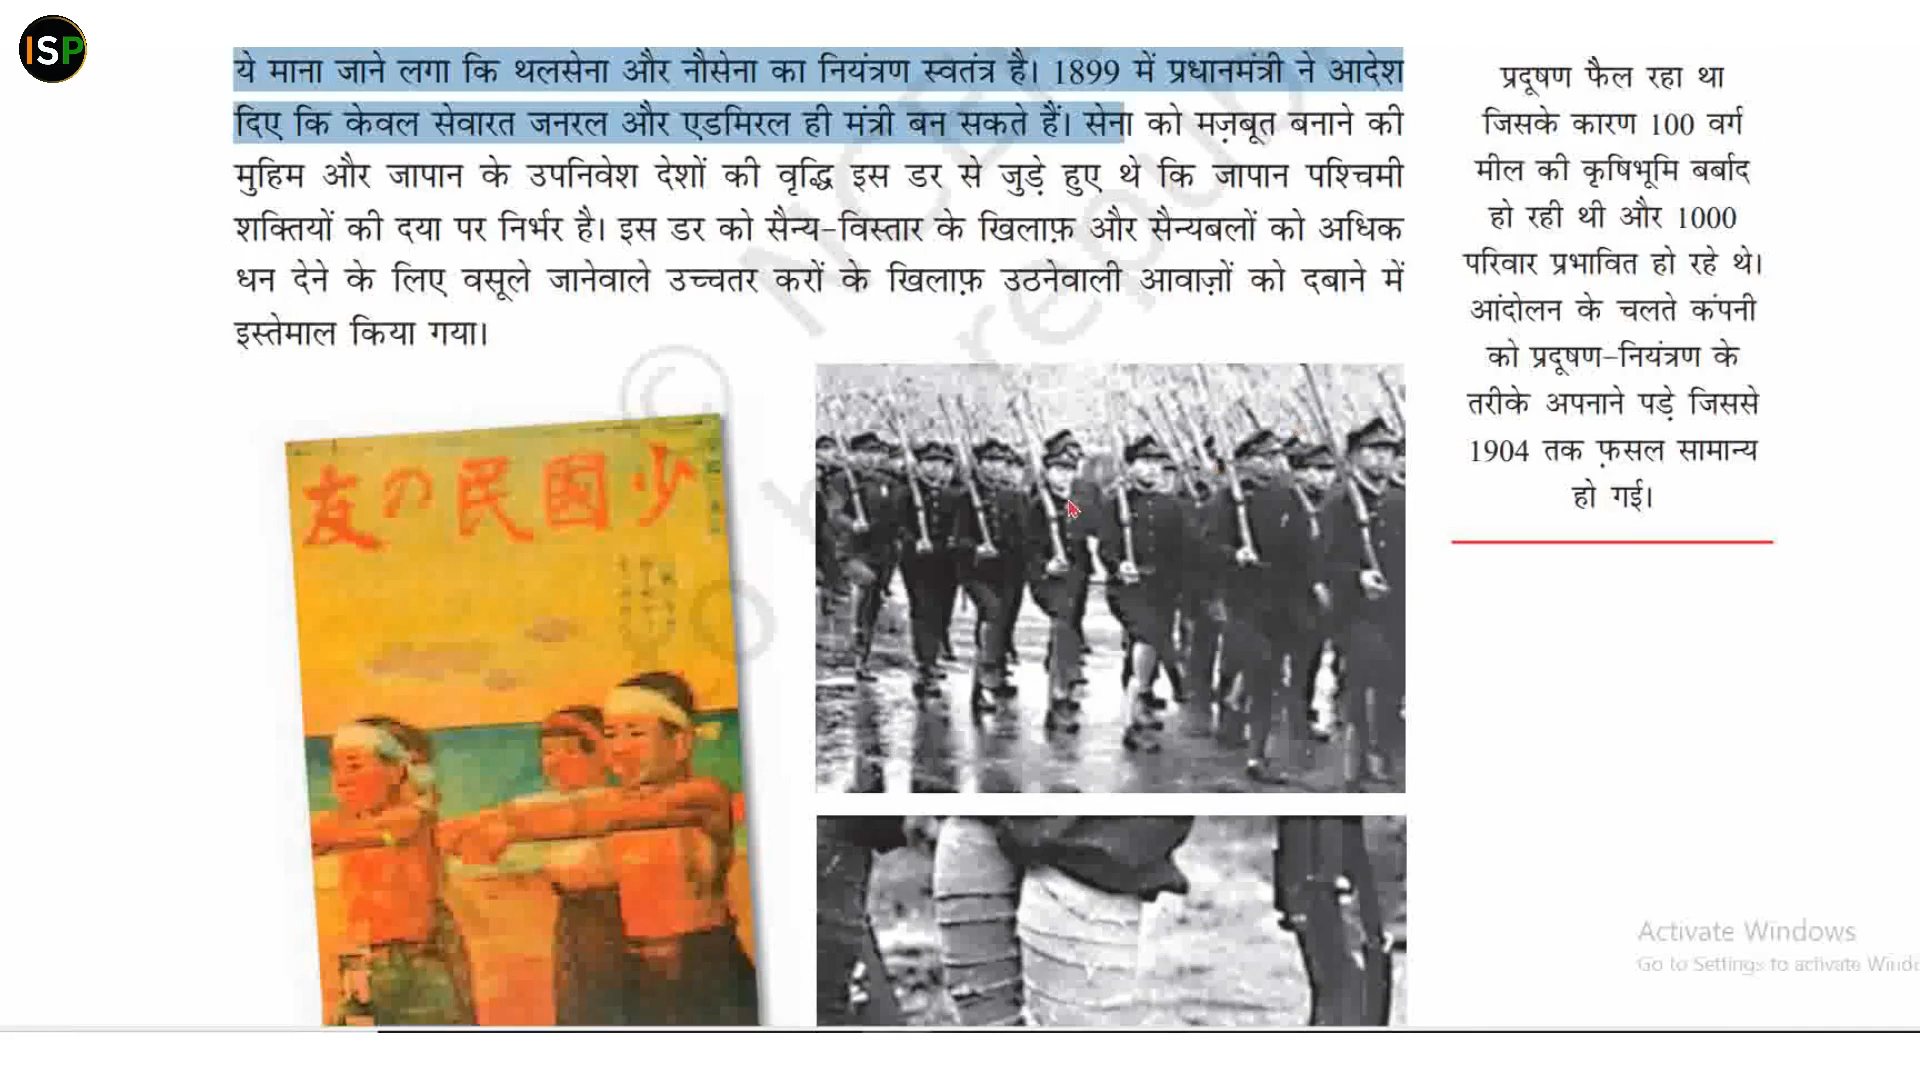 ISP
ये माना जाने लगा कि थलसेना और नौसेना का नियंत्रण स्वतंत्र है। 1899 में प्रधानमंत्री ने आदेश
दिए कि केवल सेवारत जनरल और एडमिरल ही मंत्री बन सकते हैं। सेना को मज़बूत बनाने की
मुहिम और जापान के उपनिवेश देशों की वृद्धि इस डर से जुड़े हुए थे कि जापान पश्चिमी
शक्तियों की दया पर निर्भर है। इस डर को सैन्य-विस्तार के खिलाफ़ और सैन्यबलों को अधिक
धन देने के लिए वसूले जानेवाले उच्चतर करों के खिलाफ़ उठनेवाली आवाज़ों को दबाने में
इस्तेमाल किया गया।
प्रदूषण फैल रहा था
जिसके कारण 100 वर्ग
मील की कृषिभूमि बर्बाद
हो रही थी और 1000
परिवार प्रभावित हो रहे थे।
आंदोलन के चलते कंपनी
को प्रदूषण-नियंत्रण के
तरीके अपनाने पड़े जिससे
1904 तक फ़सल सामान्य
हो गई।
友の民國少
Activate Windows
Go to Settings to activate Windo